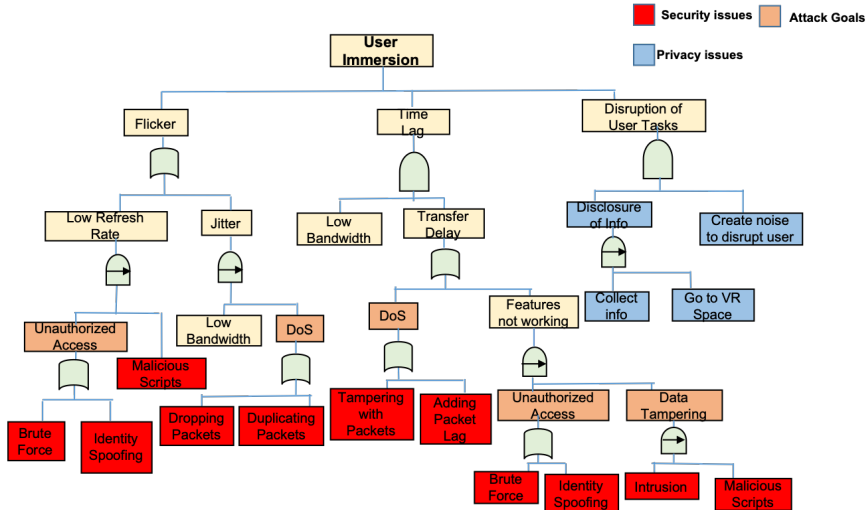 Security issues
Attack Goals
Privacy issues
User
Immersion
Flicker
Time
Lag
Disruption of
User Tasks
Low Refresh
Rate
Jitter
Low
Bandwidth
Transfer
Delay
Disclosure
of Info
Create noise
to disrupt user
Unauthorized
Access
Malicious
Scripts
Low
Bandwidth
DoS
DoS
Features
not working
Collect
info
Go to VR
Space
Brute
Force
Identity
Spoofing
Dropping
Packets
Duplicating
Packets
Tampering
with
Packets
Adding
Packet
Lag
Unauthorized
Access
Data
Tampering
Brute
Force
Identity
Spoofing
Intrusion
Malicious
Scripts